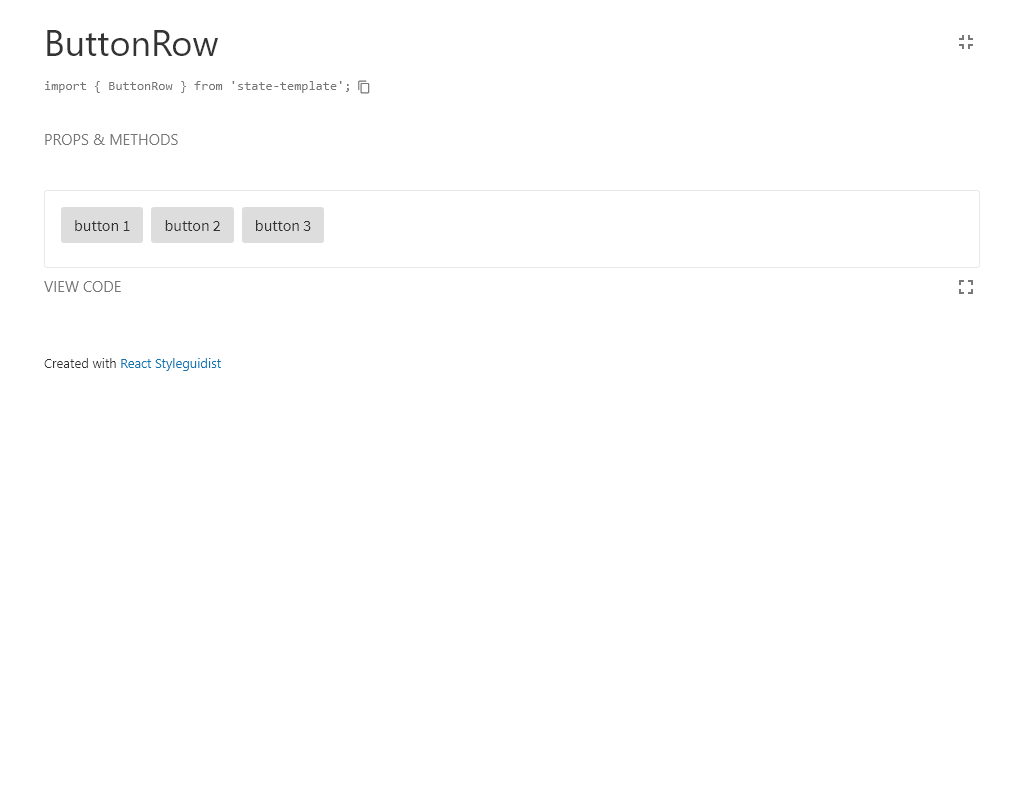 ButtonRow
import { ButtonRow } from 'state-template';
PROPS & METHODS
button 1 button 2 button 3
VIEW CODE
Created with React Styleguidist